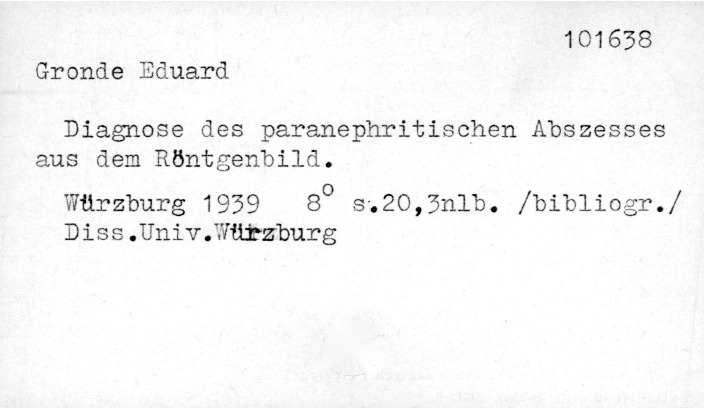 101638
Gronde Eduard
Diagnose des paranephritischen Abszesses
aus dem Röntgenbild.
Würzburg 1939 8° s.20,3nlb. /bibliogr./
Diss.Univ.Würzburg